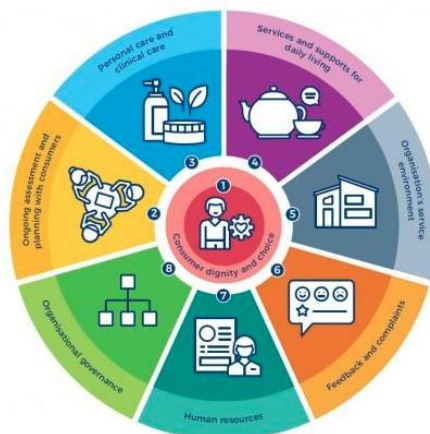 Personal care and
clinical care
Services and supports for
daily living
Ongoing assessment and
planning with consumers
Organisation's service
environment
3
4
1
2
5
Consumer dignity and choice
8
6
7
Organisational governance
Feedback and complaints
Human resources